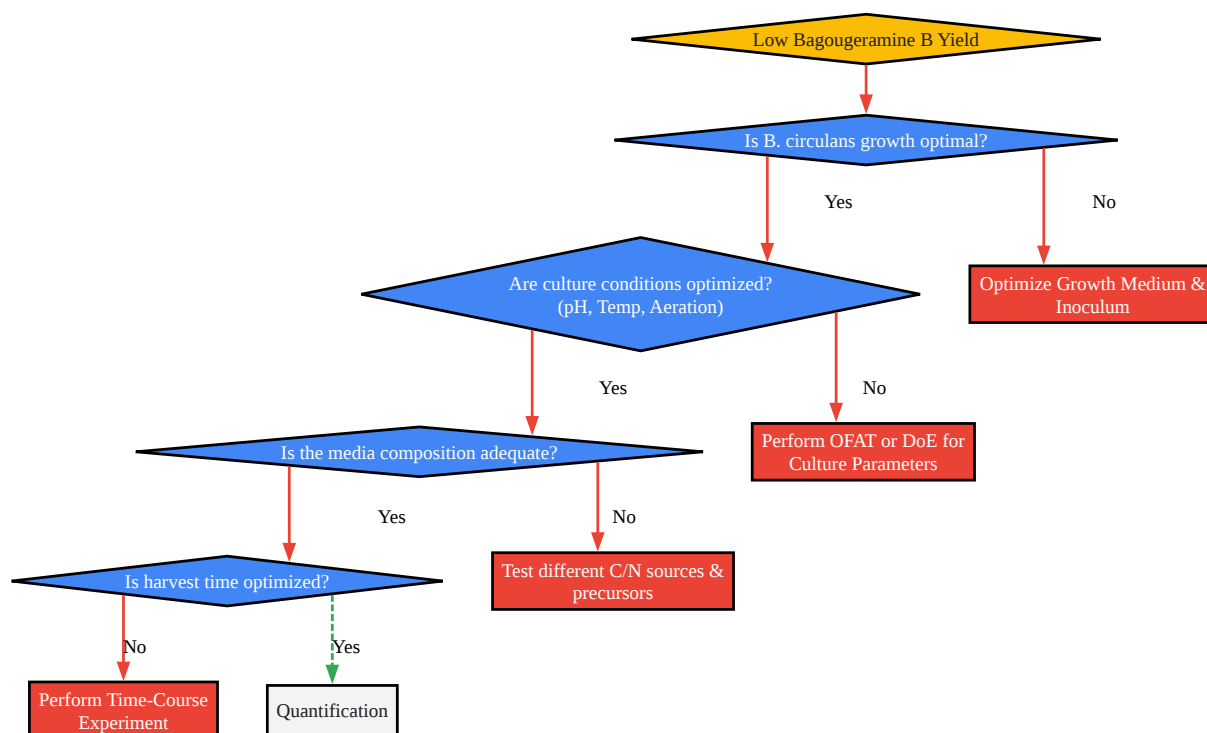 Low Bagougeramine B Yield
Is B. circulans growth optimal?
Yes
No
Are culture conditions optimized?
(pH, Temp, Aeration)
Optimize Growth Medium &
Inoculum
Yes
No
Is the media composition adequate?
Perform OFAT or DoE for
Culture Parameters
Yes
No
Is harvest time optimized?
Test different C/N sources &
precursors
No
Yes
Perform Time-Course
Experiment
Quantification